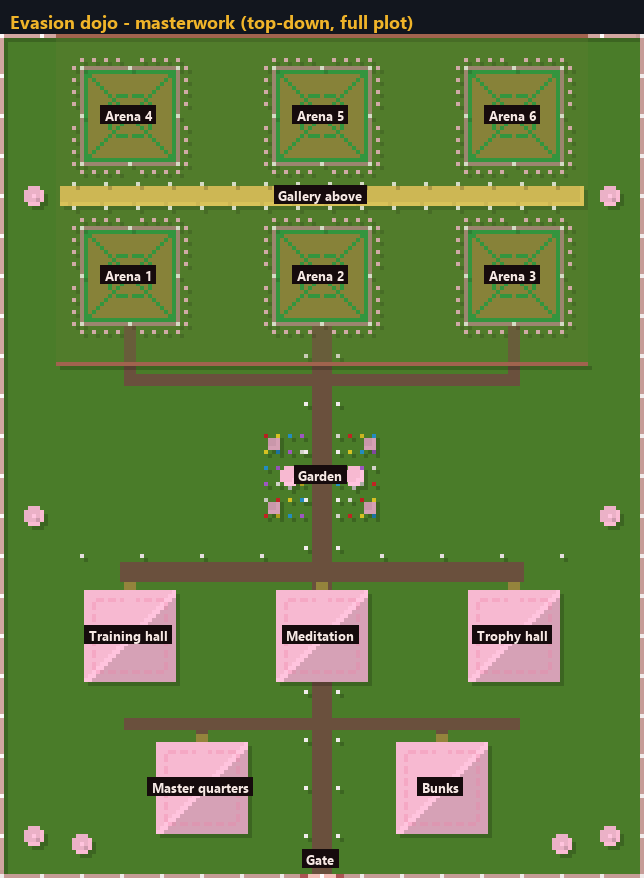 Evasion dojo - masterwork (top-down, full plot)
Arena 4
Arena 5
Arena 6
Gallery above
Arena 1
Arena 2
Arena 3
Garden
Training hall
Meditation
Trophy hall
Master quarters
Bunks
Gate